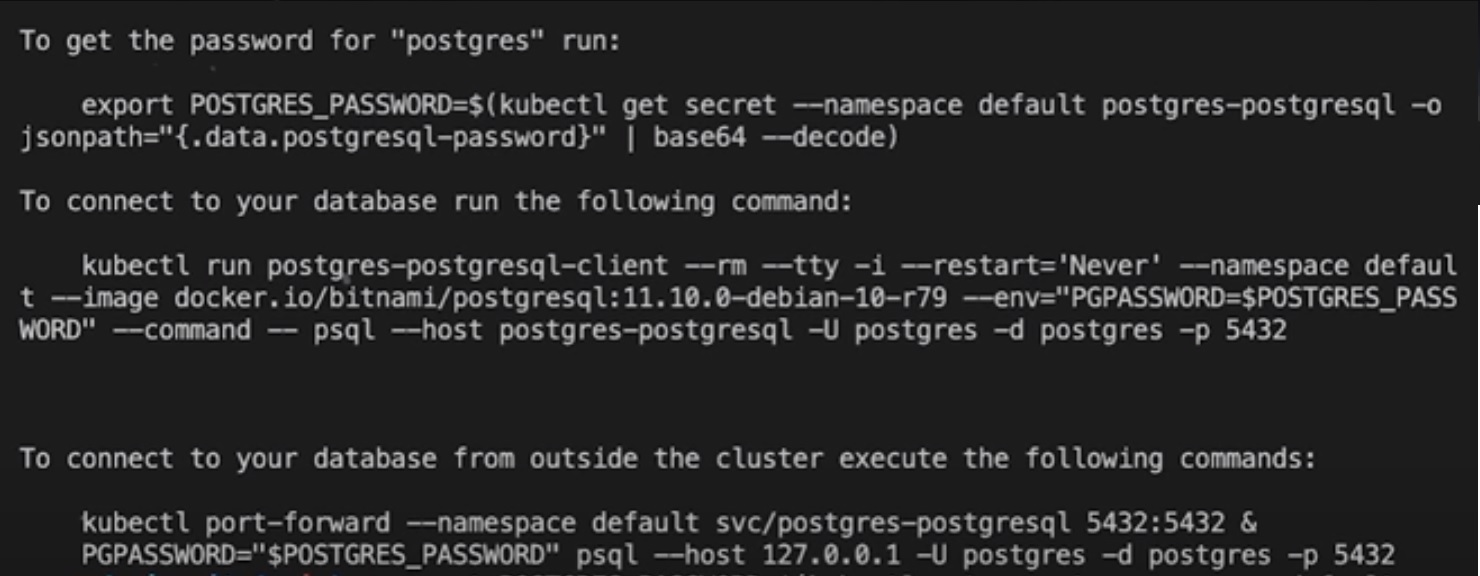 To get the password for "postgres" run:
export POSTGRES_PASSWORD=$(kubectl get secret --namespace default postgres-postgresql -o
jsonpath="{.data.postgresql-password}" | base64 --decode)
To connect to your database run the following command:
kubectl run postgres-postgresql-client --rm --tty -i --restart='Never' --namespace defaul
t --image docker.io/bitnami/postgresql:11.10.0-debian-10-r79 --env="PGPASSWORD=$POSTGRES_PASS
WORD" --command -- psql --host postgres-postgresql -U postgres -d postgres -p 5432
To connect to your database from outside the cluster execute the following commands:
kubectl port-forward --namespace default svc/postgres-postgresql 5432:5432 &
PGPASSWORD="$POSTGRES_PASSWORD" psql --host 127.0.0.1 -U postgres -d postgres -p 5432